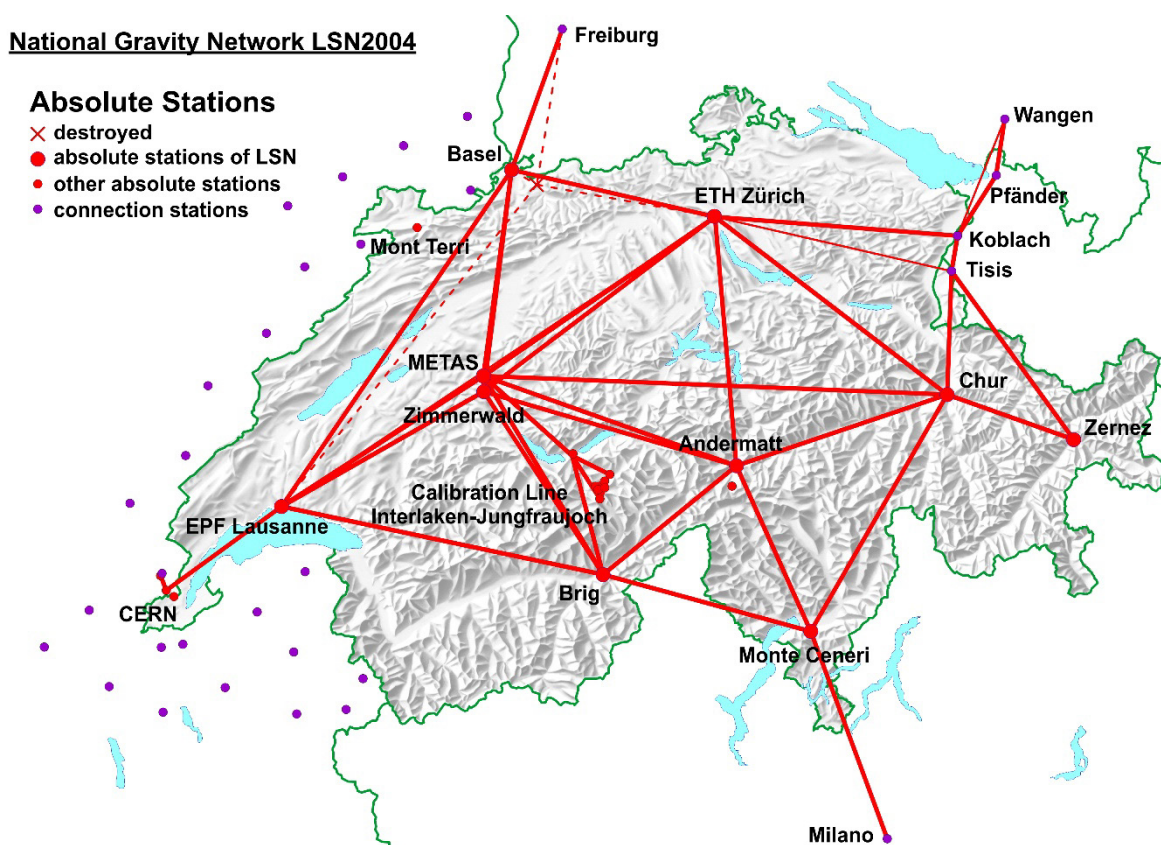 National Gravity Network LSN2004
Absolute Stations
destroyed
absolute stations of LSN
other absolute stations
connection stations
Freiburg
Wangen
Basel
ETH Zürich
Pfänder
Mont Terri
Koblach
Tisis
METAS
Chur
Zimmerwald
Zernez
Andermatt
Calibration Line
Interlaken-Jungfraujoch
EPF Lausanne
Brig
CERN
Monte Ceneri
Milano